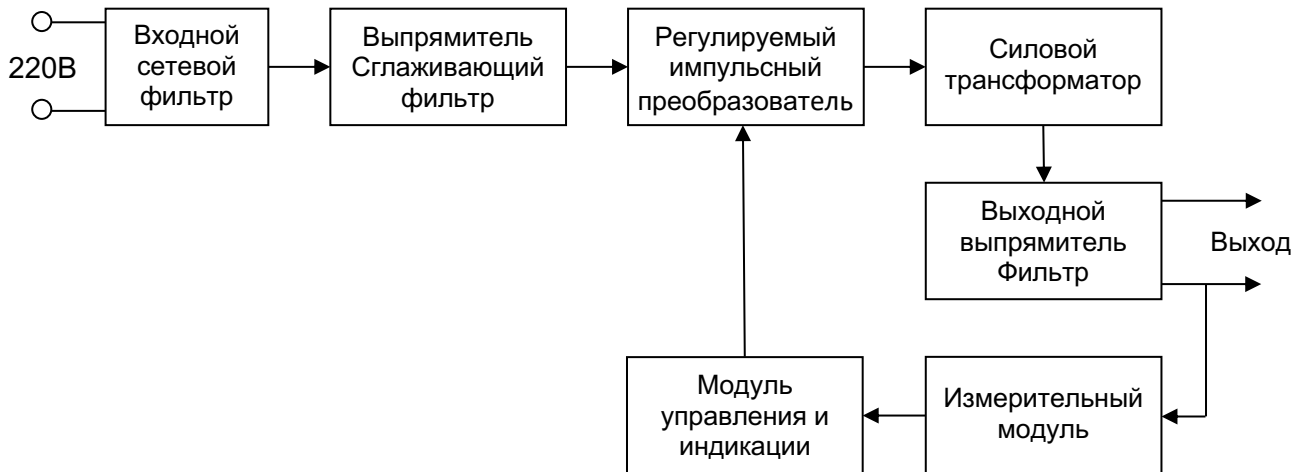 220В
Входной
сетевой
фильтр
Выпрямитель
Сглаживающий
фильтр
Регулируемый
импульсный
преобразователь
Силовой
трансформатор
Выходной
выпрямитель
Фильтр
Выход
Модуль
управления и
индикации
Измерительный
модуль